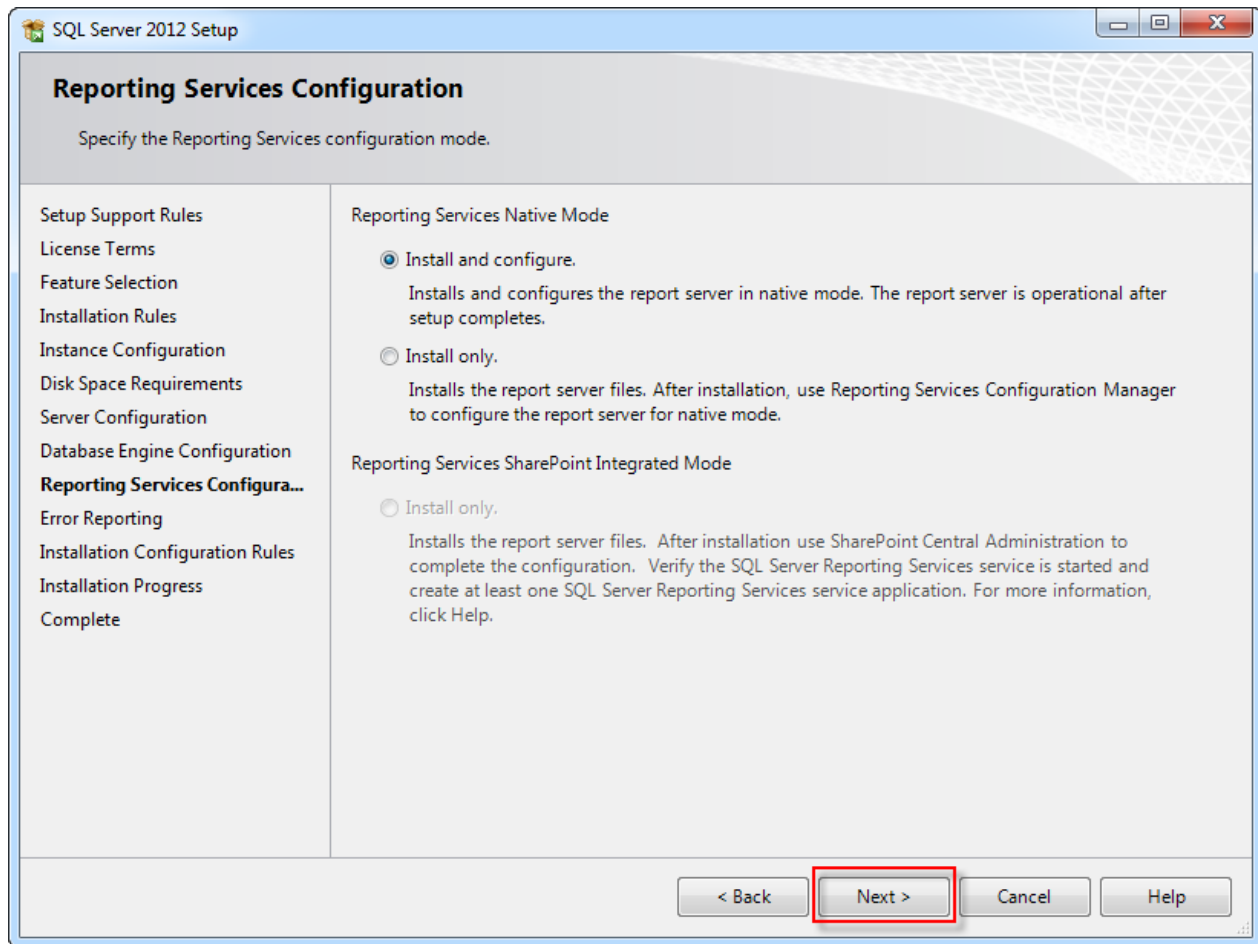 SQL Server 2012 Setup
Reporting Services Configuration
Specify the Reporting Services configuration mode.
Setup Support Rules
License Terms
Feature Selection
Installation Rules
Instance Configuration
Disk Space Requirements
Server Configuration
Database Engine Configuration
Reporting Services Configura...
Error Reporting
Installation Configuration Rules
Installation Progress
Complete
Reporting Services Native Mode
Install and configure.
Installs and configures the report server in native mode. The report server is operational after
setup completes.
Install only.
Installs the report server files. After installation, use Reporting Services Configuration Manager
to configure the report server for native mode.
Reporting Services SharePoint Integrated Mode
Install only.
Installs the report server files.  After installation use SharePoint Central Administration to
complete the configuration.  Verify the SQL Server Reporting Services service is started and
create at least one SQL Server Reporting Services service application. For more information,
click Help.
< Back
Next >
Cancel
Help